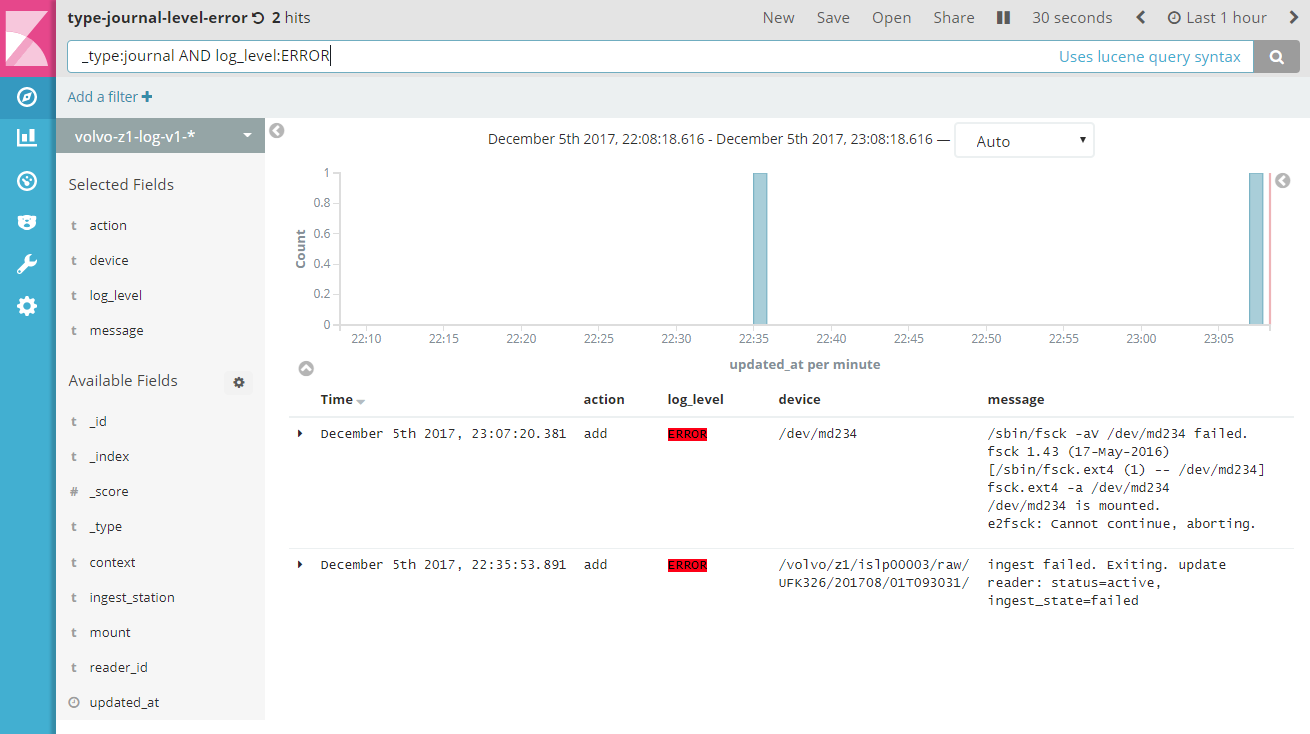 type-journal-level-error 2 hits
New Save Open Share 30 seconds Last 1 hour
_type:journal AND log_level:ERROR
Uses lucene query syntax
Add a filter
volvo-z1-log-v1-*
Selected Fields
t action
t device
t log_level
t message
Available Fields
t _id
t _index
# _score
t _type
t context
t ingest_station
t mount
t reader_id
updated_at
December 5th 2017, 22:08:18.616 - December 5th 2017, 23:08:18.616 — Auto
Count
1
0.8
0.6
0.4
0.2
0
22:10 22:15 22:20 22:25 22:30 22:35 22:40 22:45 22:50 22:55 23:00 23:05
updated_at per minute
Time action log_level device message
December 5th 2017, 23:07:20.381 add ERROR /dev/md234 /sbin/fsck -aV /dev/md234 failed.
fsck 1.43 (17-May-2016)
[/sbin/fsck.ext4 (1) -- /dev/md234]
fsck.ext4 -a /dev/md234
/dev/md234 is mounted.
e2fsck: Cannot continue, aborting.
December 5th 2017, 22:35:53.891 add ERROR /volvo/z1/islp00003/raw/ ingest failed. Exiting. update
UFK326/201708/01T093031/ reader: status=active,
ingest_state=failed